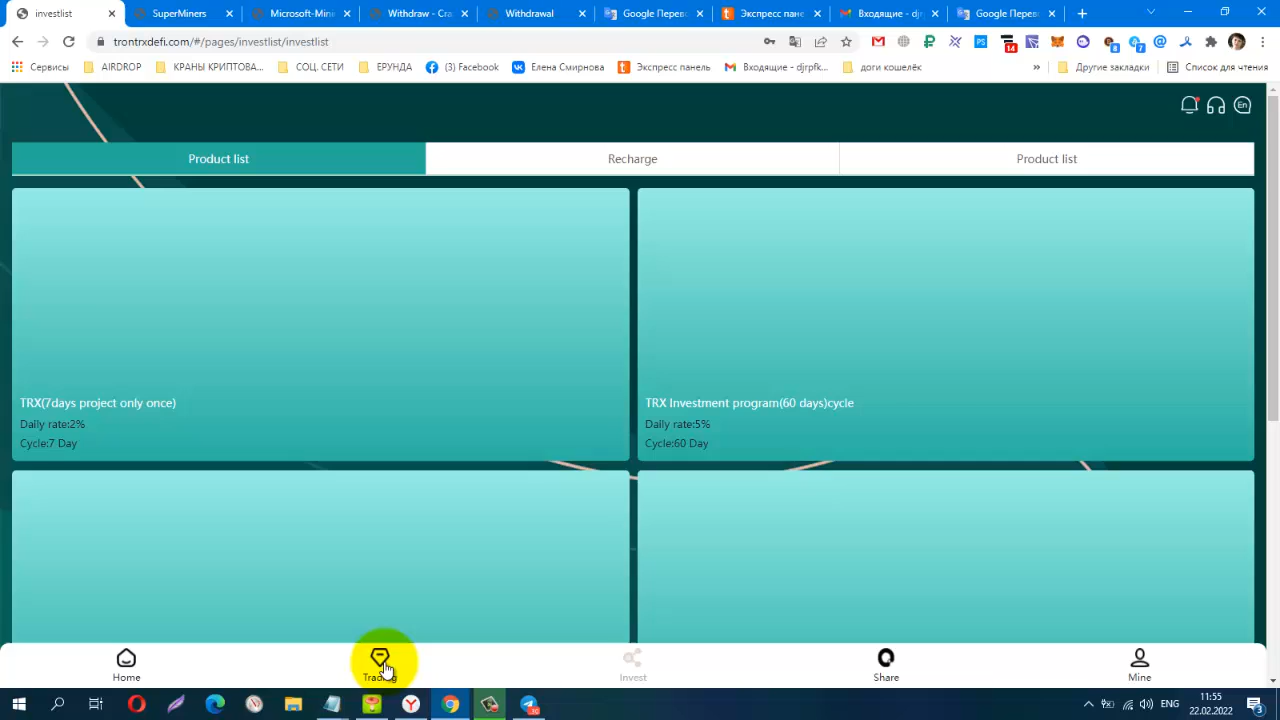 investlist
SuperMiners
Microsoft-Mini
Withdraw - Cra
Withdrawal
Google Перево
Экспресс пане
Входящие - djr
Google Перево
trontrxdefi.com/#/pages/investlist/investlist
Сервисы
AIRDROP
КРАНЫ КРИПТОВА...
СОЦ. СЕТИ
ЕРУНДА
(3) Facebook
Елена Смирнова
Экспресс панель
Входящие - djrpfk...
доги кошелёк
»
Другие закладки
Список для чтения
En
Product list
Recharge
Product list
TRX(7days project only once)
Daily rate:2%
Cycle:7 Day
TRX Investment program(60 days)cycle
Daily rate:5%
Cycle:60 Day
Home
Trading
Invest
Share
Mine
ENG
11:55
22.02.2022